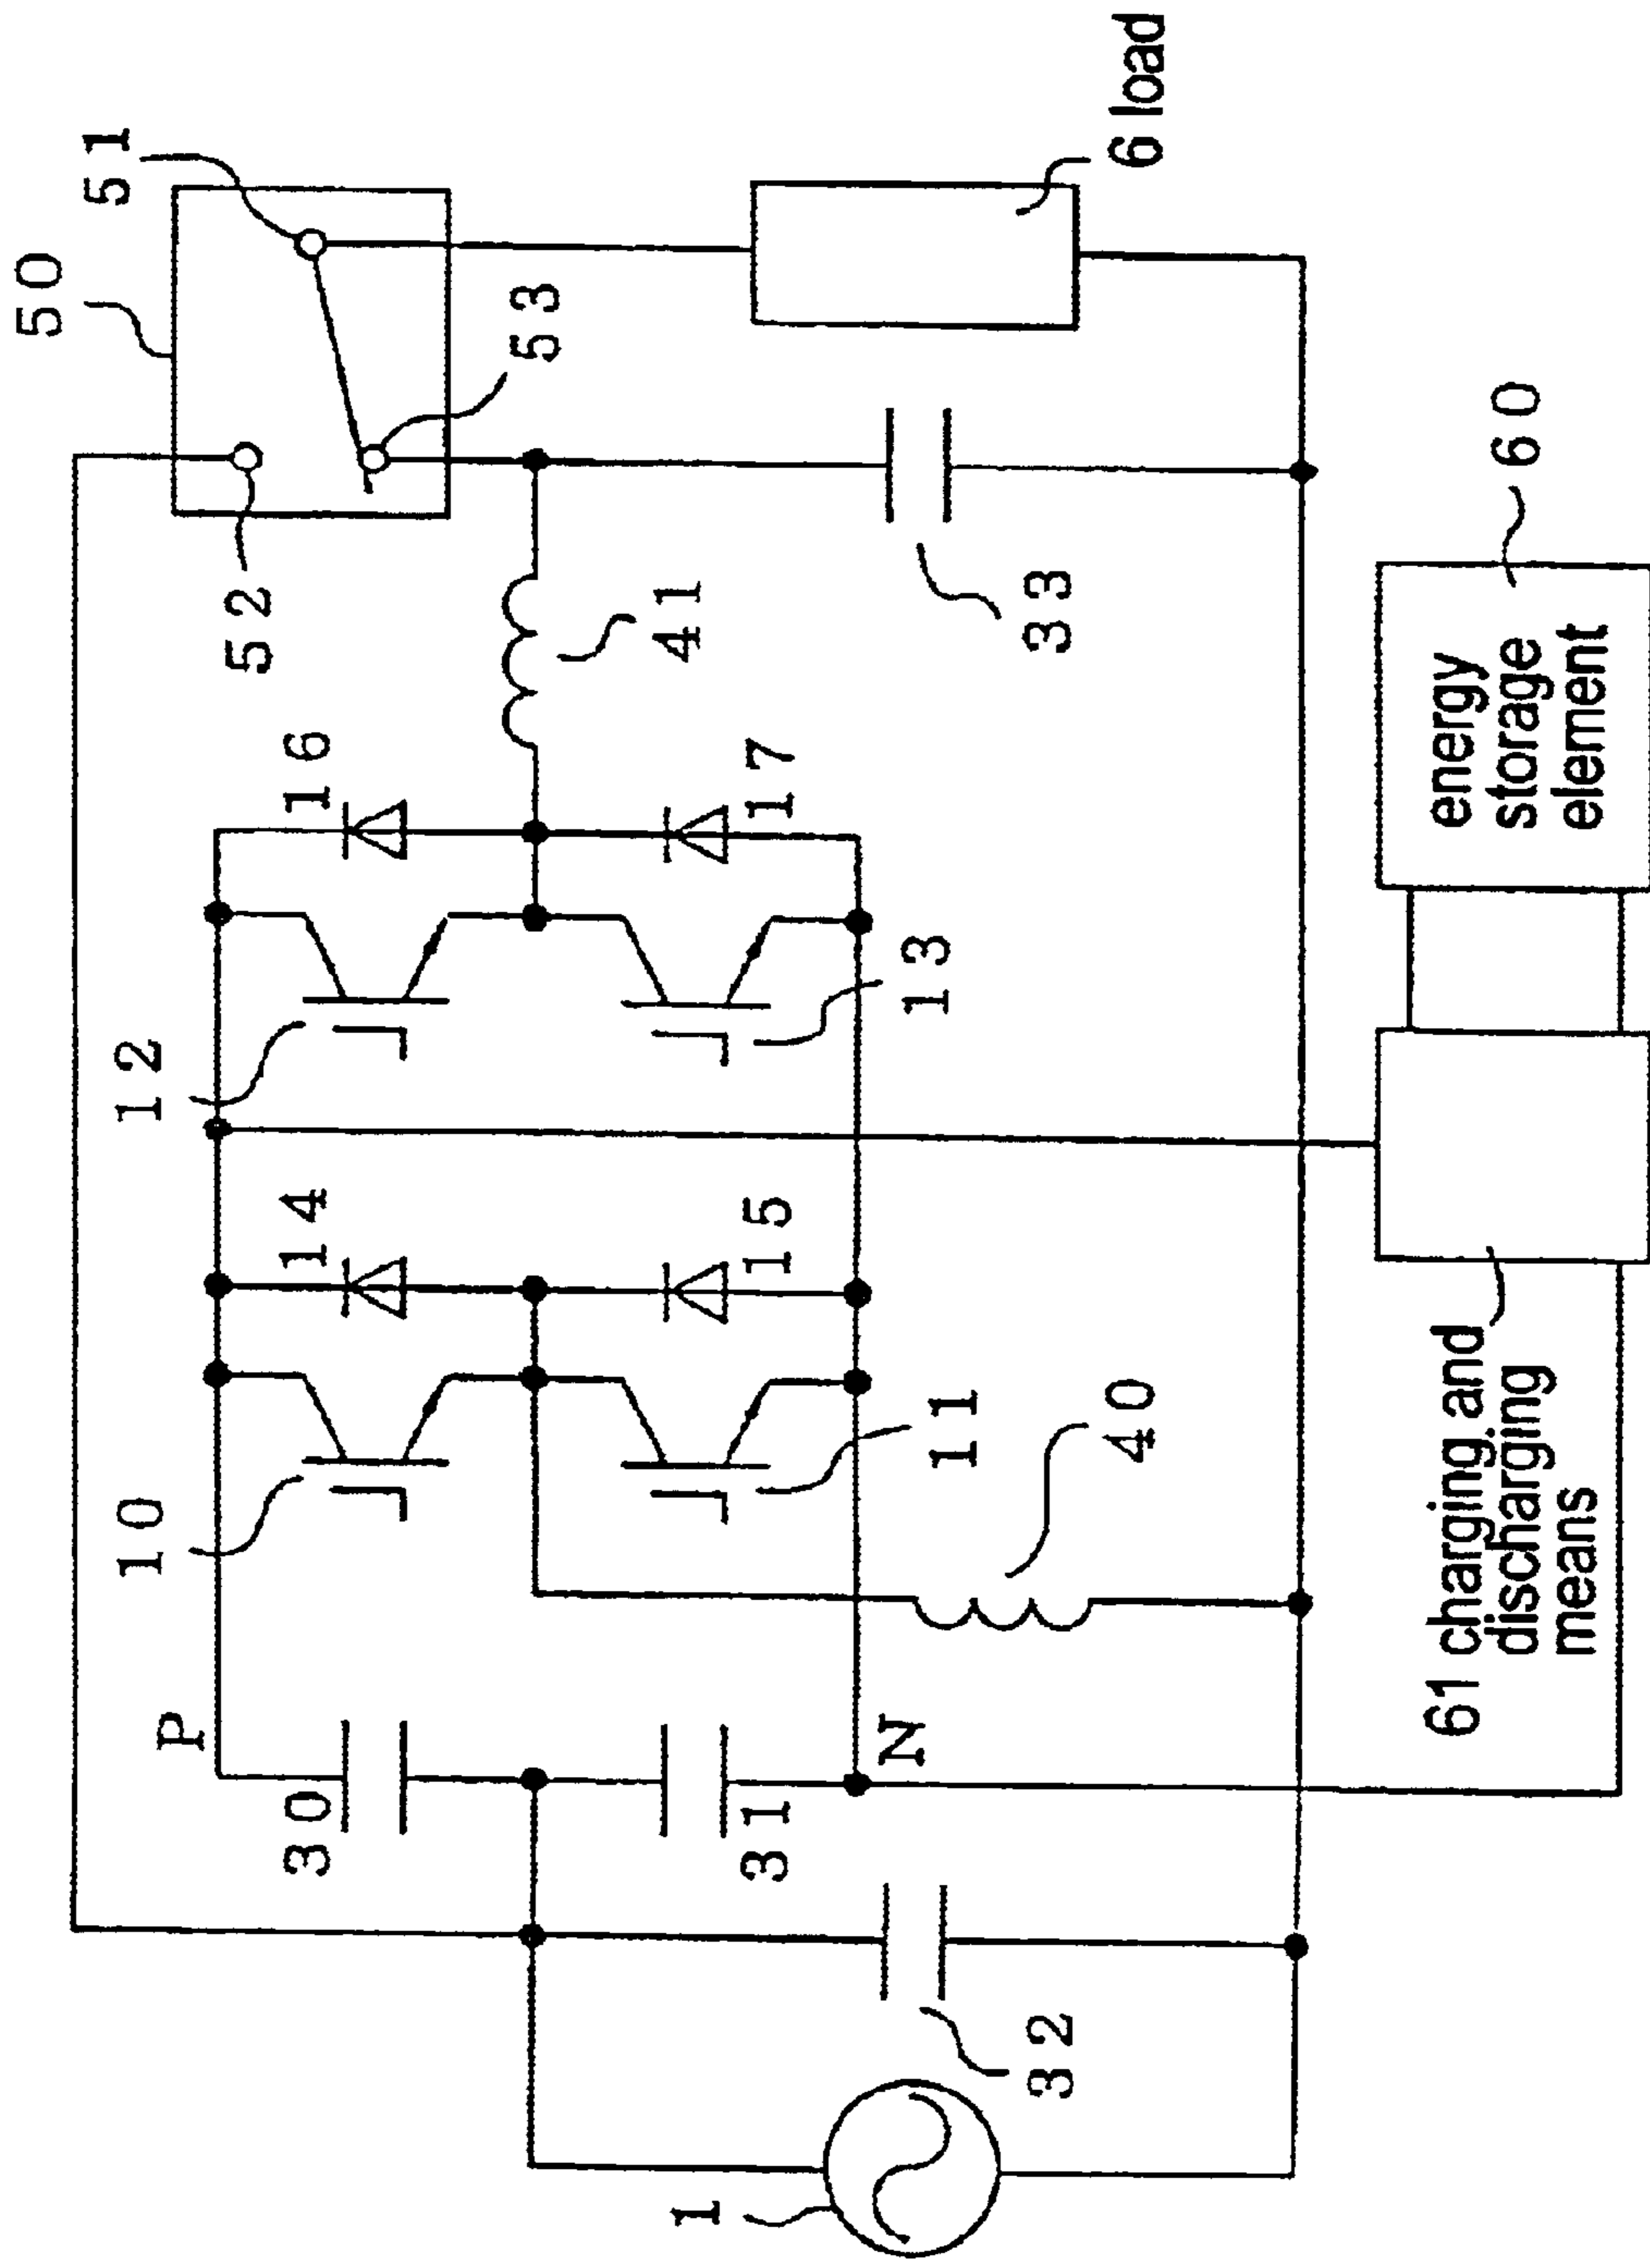 50
51
52
53
P
12
16
10
14
30
41
17
15
13
31
11
N
33
6 load
40
32
1
61 charging and
discharging
means
energy
storage
element
60